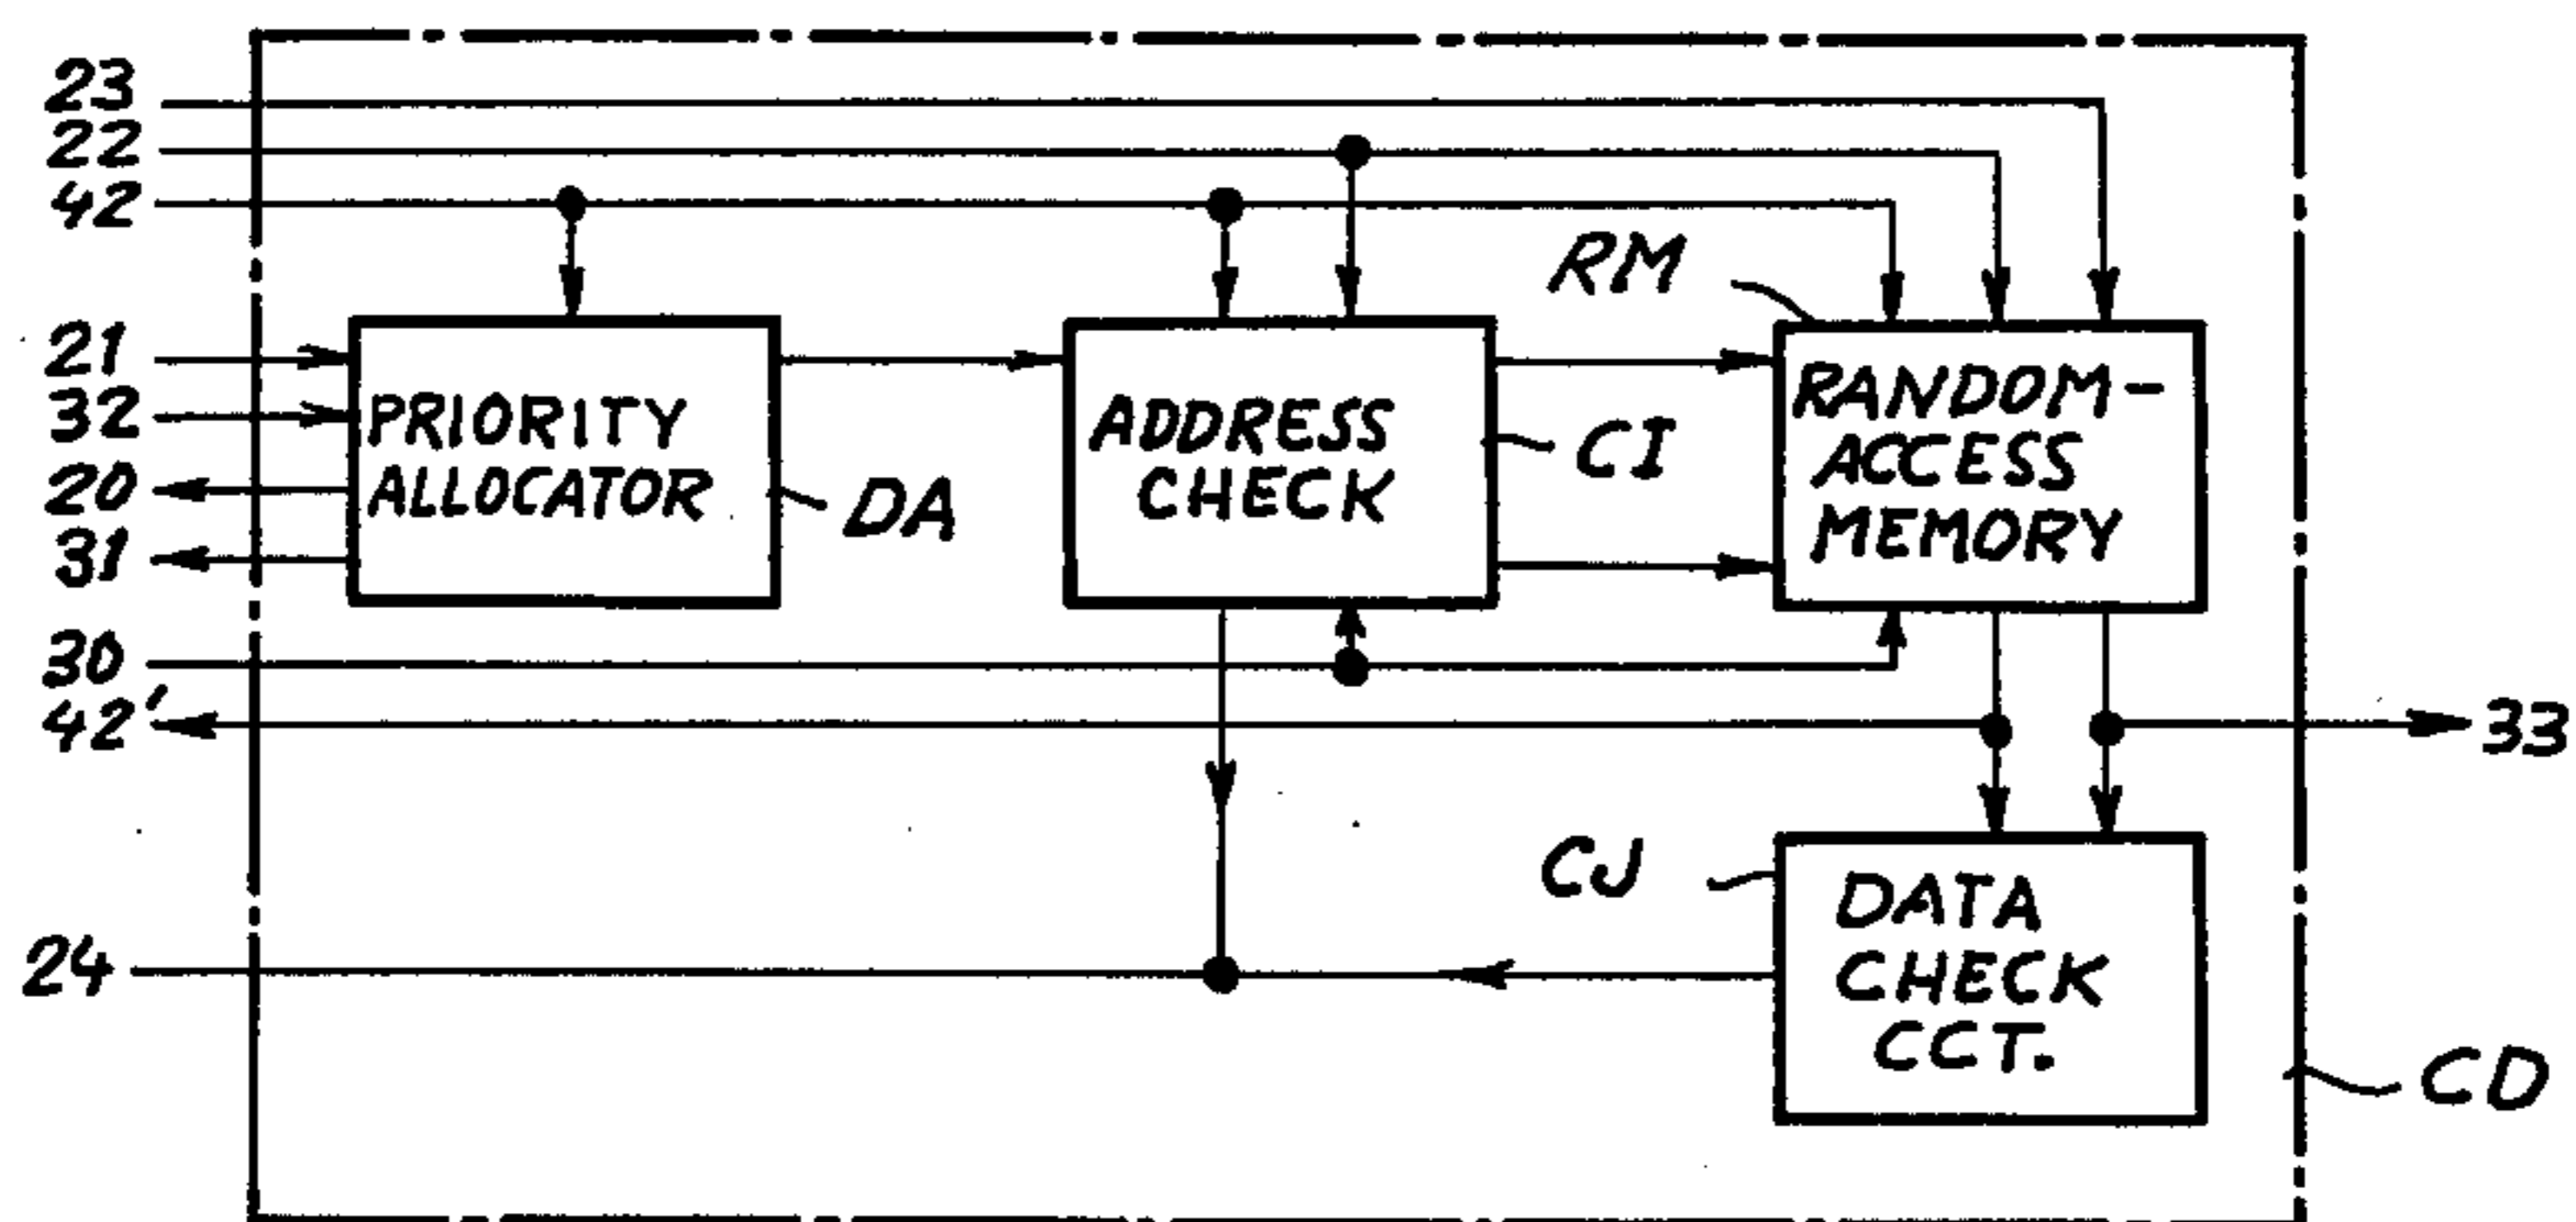 23
22
42
RM
21
32
20
31
PRIORITY
ALLOCATOR
DA
ADDRESS
CHECK
CI
RANDOM-
ACCESS
MEMORY
30
42'
33
24
CJ
DATA
CHECK
CCT.
CD